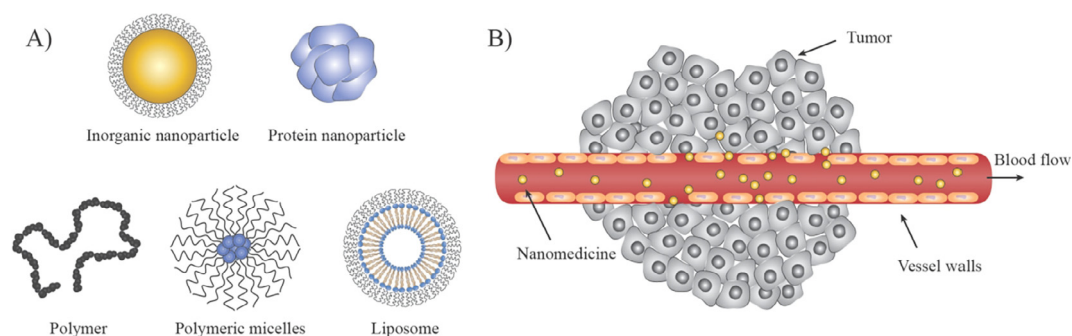 A)
Inorganic nanoparticle
Protein nanoparticle
Polymer
Polymeric micelles
Liposome
B)
Tumor
Blood flow
Nanomedicine
Vessel walls